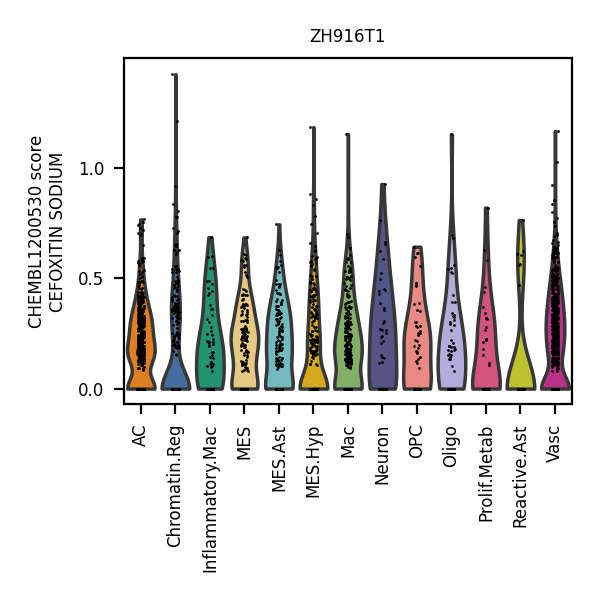 ZH916T1
CHEMBL1200530 score
CEFOXITIN SODIUM
1.0
0.5
0.0
AC
Chromatin.Reg
Inflammatory.Mac
MES
MES.Ast
MES.Hyp
Mac
Neuron
OPC
Oligo
Prolif.Metab
Reactive.Ast
Vasc